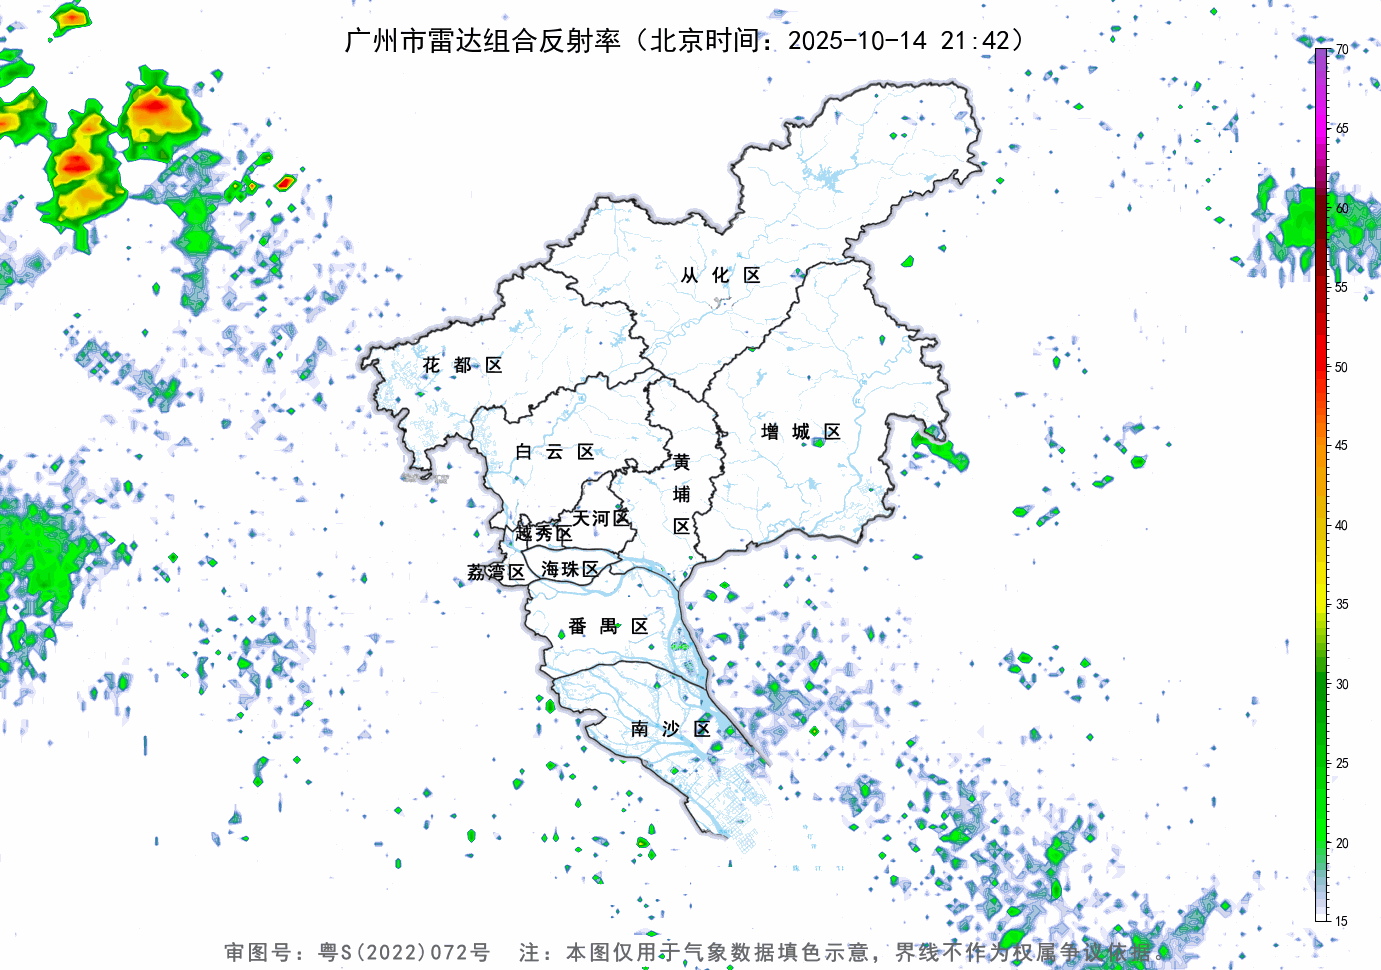 广州市雷达组合反射率（北京时间：2025-10-14 21:42）
70
65
60
55
50
45
40
35
30
25
20
15
从化区
花都区
增城区
白云区
黄埔区
天河区
越秀区
荔湾区
海珠区
番禺区
南沙区
审图号：粤S(2022)072号 注：本图仅用于气象数据填色示意，界线不作为权属争议依据。